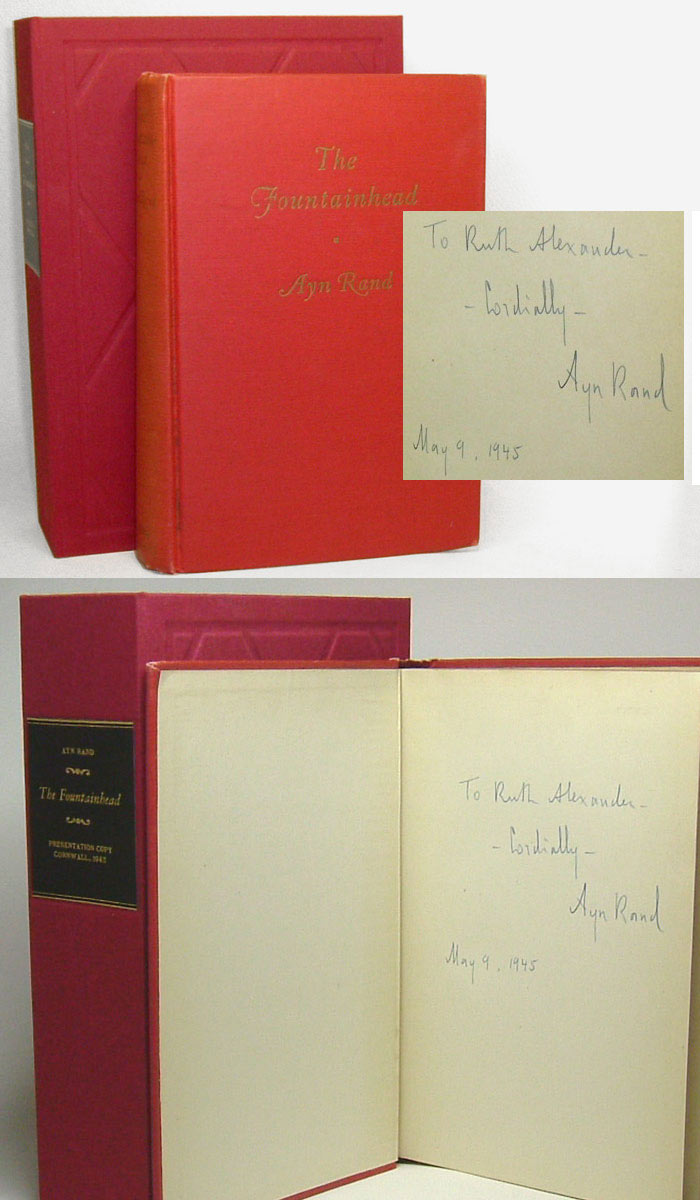 The
Fountainhead
Ayn Rand
To Ruth Alexander -
- Cordially -
Ayn Rand
May 9, 1945
AYN RAND
The Fountainhead
PRESENTATION COPY
CORNWALL, 1943
To Ruth Alexander -
- Cordially -
Ayn Rand
May 9, 1945